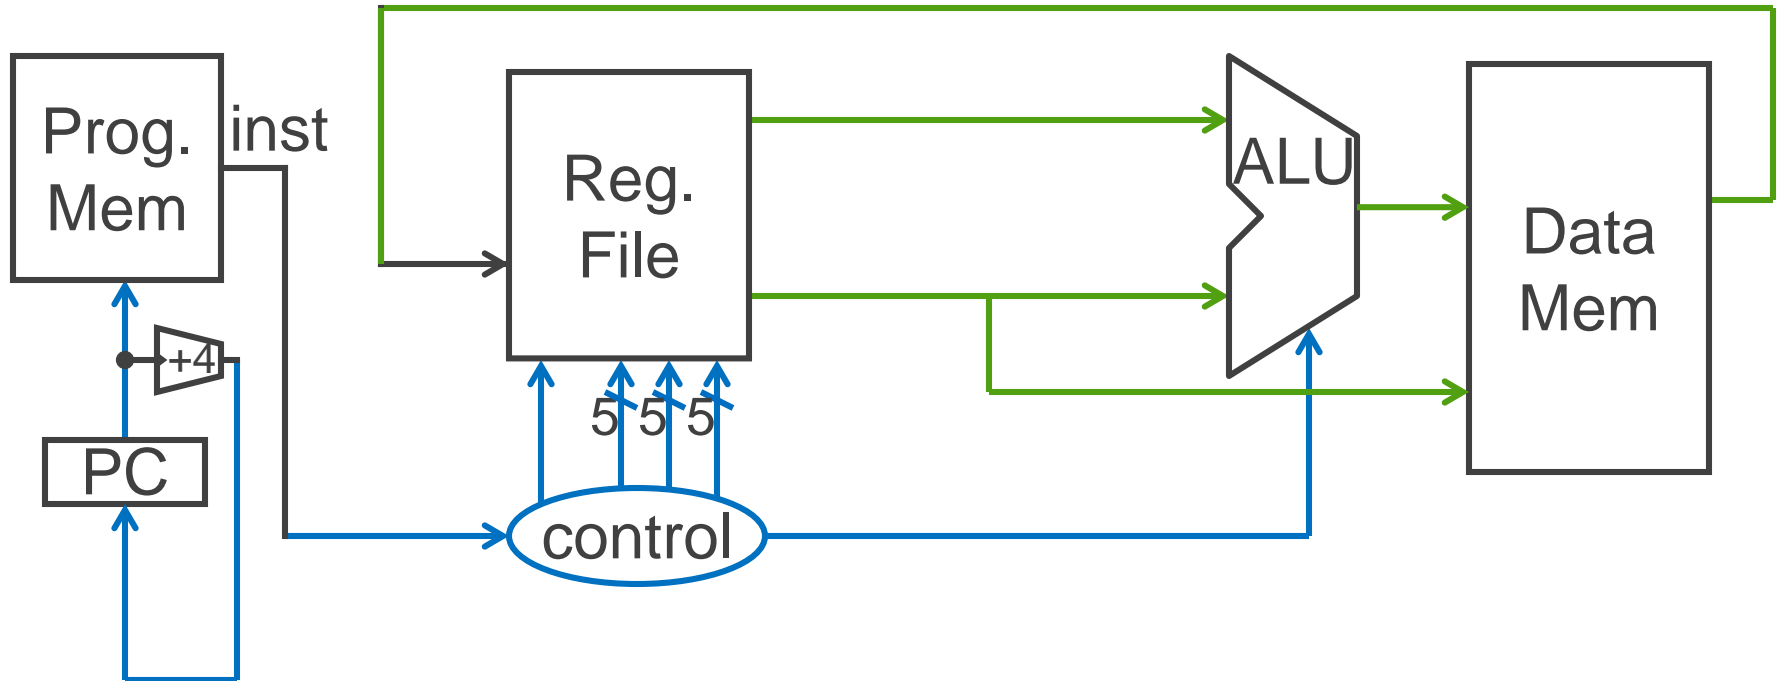 Prog.
Mem
inst
Reg.
File
ALU
Data
Mem
+4
5 5 5
PC
control